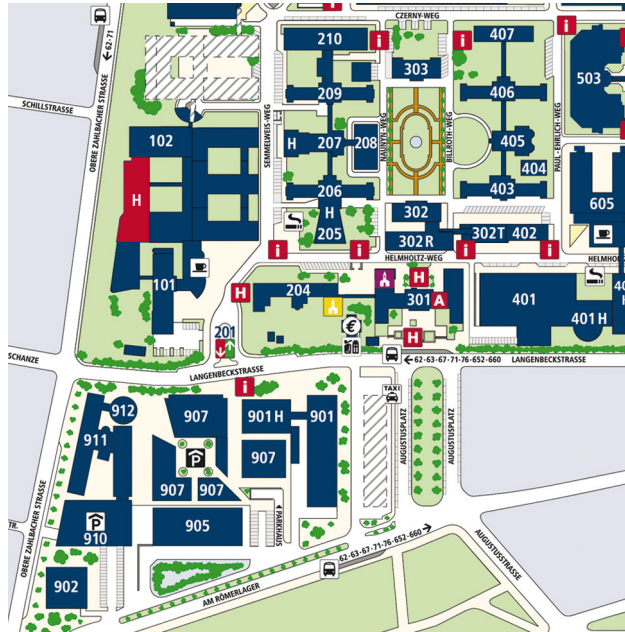 CZERNY-WEG
62-71
210
407
303
503
SCHILLSTRASSE
OBERE ZAHLBACHER STRASSE
SEMMELWEIS-WEG
209
NAUNYN-WEG
BILLROTH-WEG
406
PAUL-EHRLICH-WEG
102
H
207
208
405
404
206
403
H
H
205
302
605
302 R
302T
402
HELMHOLTZ-WEG
HELMHO
101
H
204
H
301
A
401
H
401 H
201
H
SCHANZE
LANGENBECKSTRASSE
62-63-67-71-76-652-660
LANGENBECKSTRASSE
TAXI
912
907
901 H
901
911
907
AUGUSTUSPLATZ
AUGUSTUSPLATZ
907
907
P
P
910
905
PARKHAUS
OBERE ZAHLBACHER STRASSE
TR.
62-63-67-71-76-652-660
AUGUSTUSSTRASSE
902
AM RÖMERLAGER